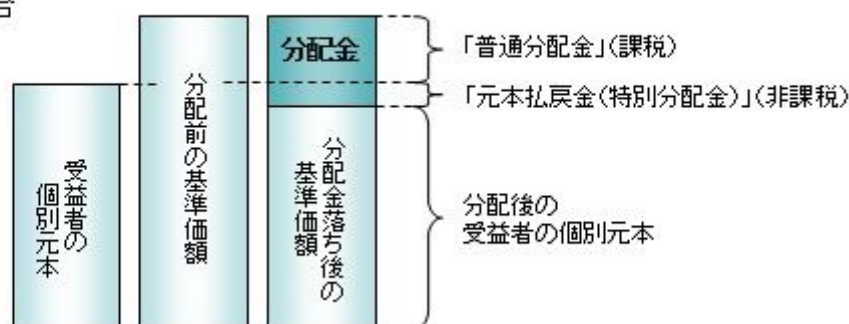 分配金
「普通分配金」(課税)
「元本払戻金(特別分配金)」(非課税)
受益者の
個別元本
分配前の基準価額
分配金落ち後の
基準価額
分配後の
受益者の個別元本